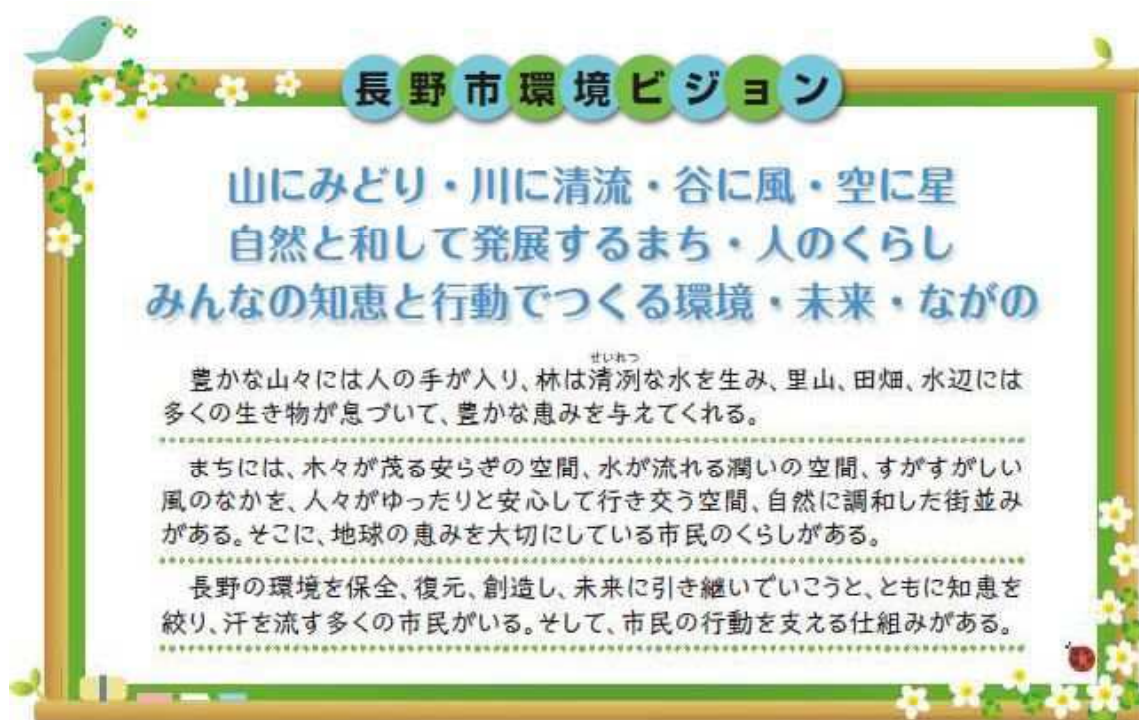 長野市環境ビジョン
山にみどり・川に清流・谷に風・空に星
自然と和して発展するまち・人のくらし
みんなの知恵と行動でつくる環境・未来・ながの
せいれつ
豊かな山々には人の手が入り、林は清冽な水を生み、里山、田畑、水辺には
多くの生き物が息づいて、豊かな恵みを与えてくれる。
まちには、木々が茂る安らぎの空間、水が流れる潤いの空間、すがすがしい
風のなかを、人々がゆったりと安心して行き交う空間、自然に調和した街並み
がある。そこに、地球の恵みを大切にしている市民のくらしがある。
長野の環境を保全、復元、創造し、未来に引き継いでいこうと、ともに知恵を
絞り、汗を流す多くの市民がいる。そして、市民の行動を支える仕組みがある。